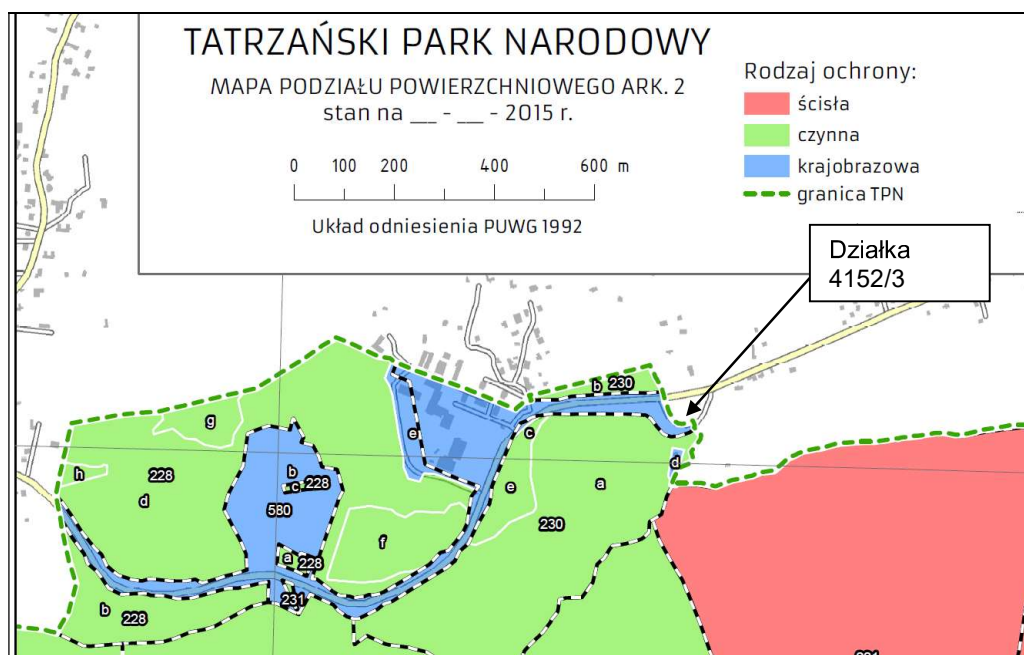 TATRZAŃSKI PARK NARODOWY
MAPA PODZIAŁU POWIERZCHNIOWEGO ARK. 2
stan na __ - __ - 2015 r.
0 100 200 400 600 m
Układ odniesienia PUWG 1992
Rodzaj ochrony:
ścisła
czynna
krajobrazowa
granica TPN
Działka
4152/3
b 230
g
e
c
h
228
d
b
c 228
580
e
a
d
f
230
a 228
231
b 228